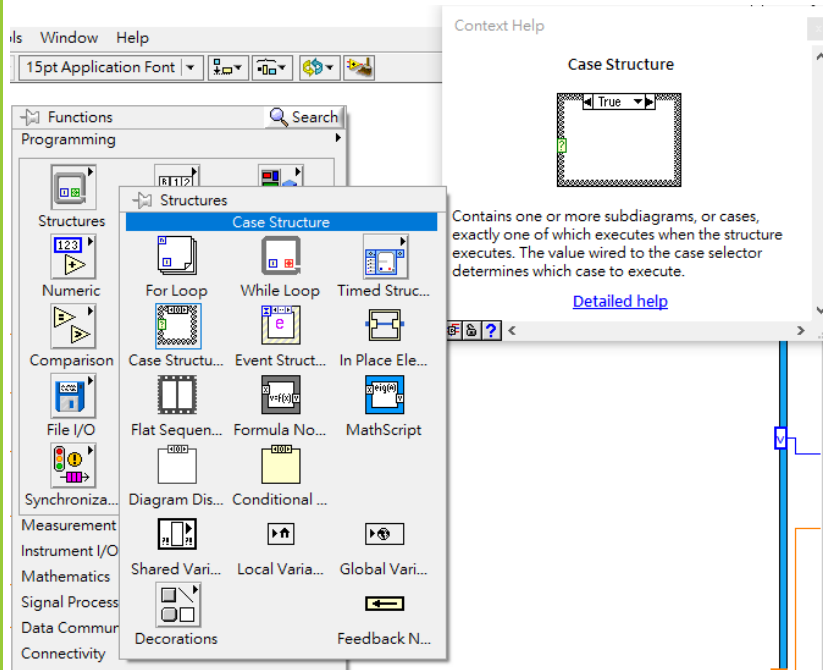 ols Window Help
15pt Application Font
Functions
Search
Programming
Structures
Numeric
Comparison
File I/O
Synchroniza...
Measurement
Instrument I/O
Mathematics
Signal Process
Data Commun
Connectivity
Structures
Case Structure
For Loop
While Loop
Timed Struc...
Case Structu...
Event Struct...
In Place Ele...
Flat Sequen...
Formula No...
MathScript
Diagram Dis...
Conditional ...
Shared Vari...
Local Varia...
Global Vari...
Decorations
Feedback N...
Context Help
Case Structure
True
Contains one or more subdiagrams, or cases,
exactly one of which executes when the structure
executes. The value wired to the case selector
determines which case to execute.
Detailed help